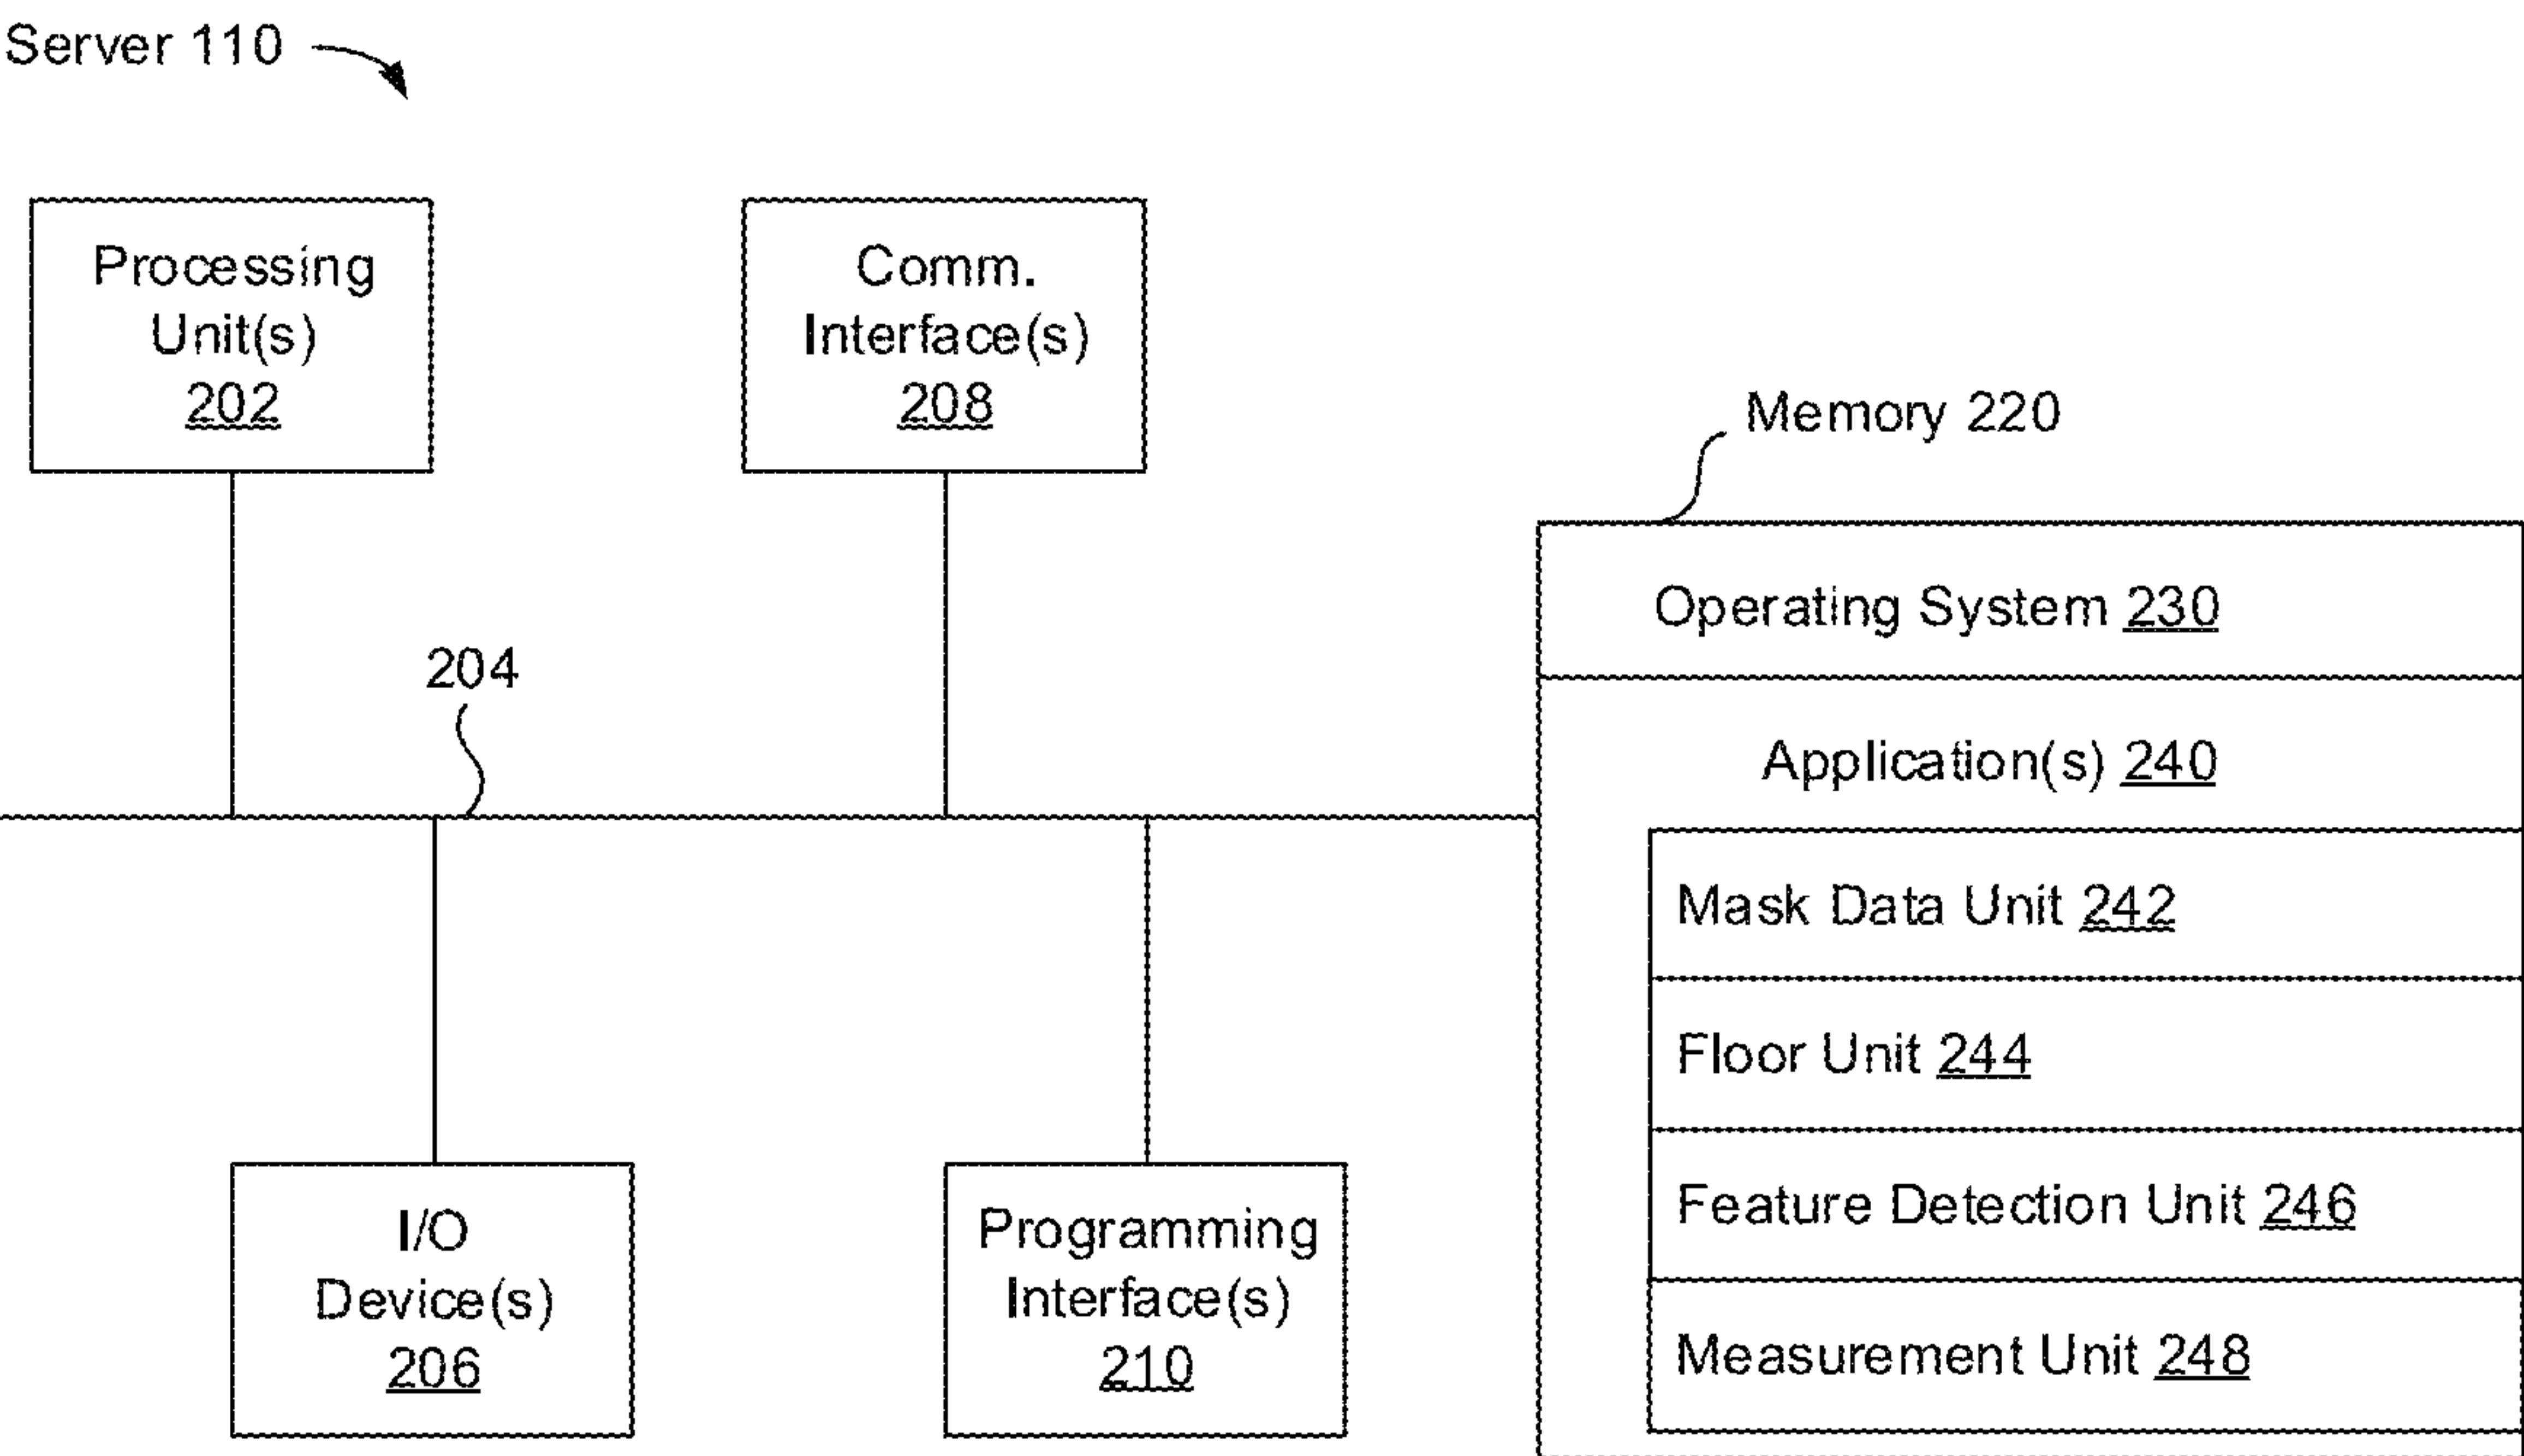 Server 110
Processing
Unit(s)
202
Comm.
Interface(s)
208
Memory 220
Operating System 230
204
Application(s) 240
Mask Data Unit 242
Floor Unit 244
Feature Detection Unit 246
Measurement Unit 248
I/O
Device(s)
206
Programming
Interface(s)
210